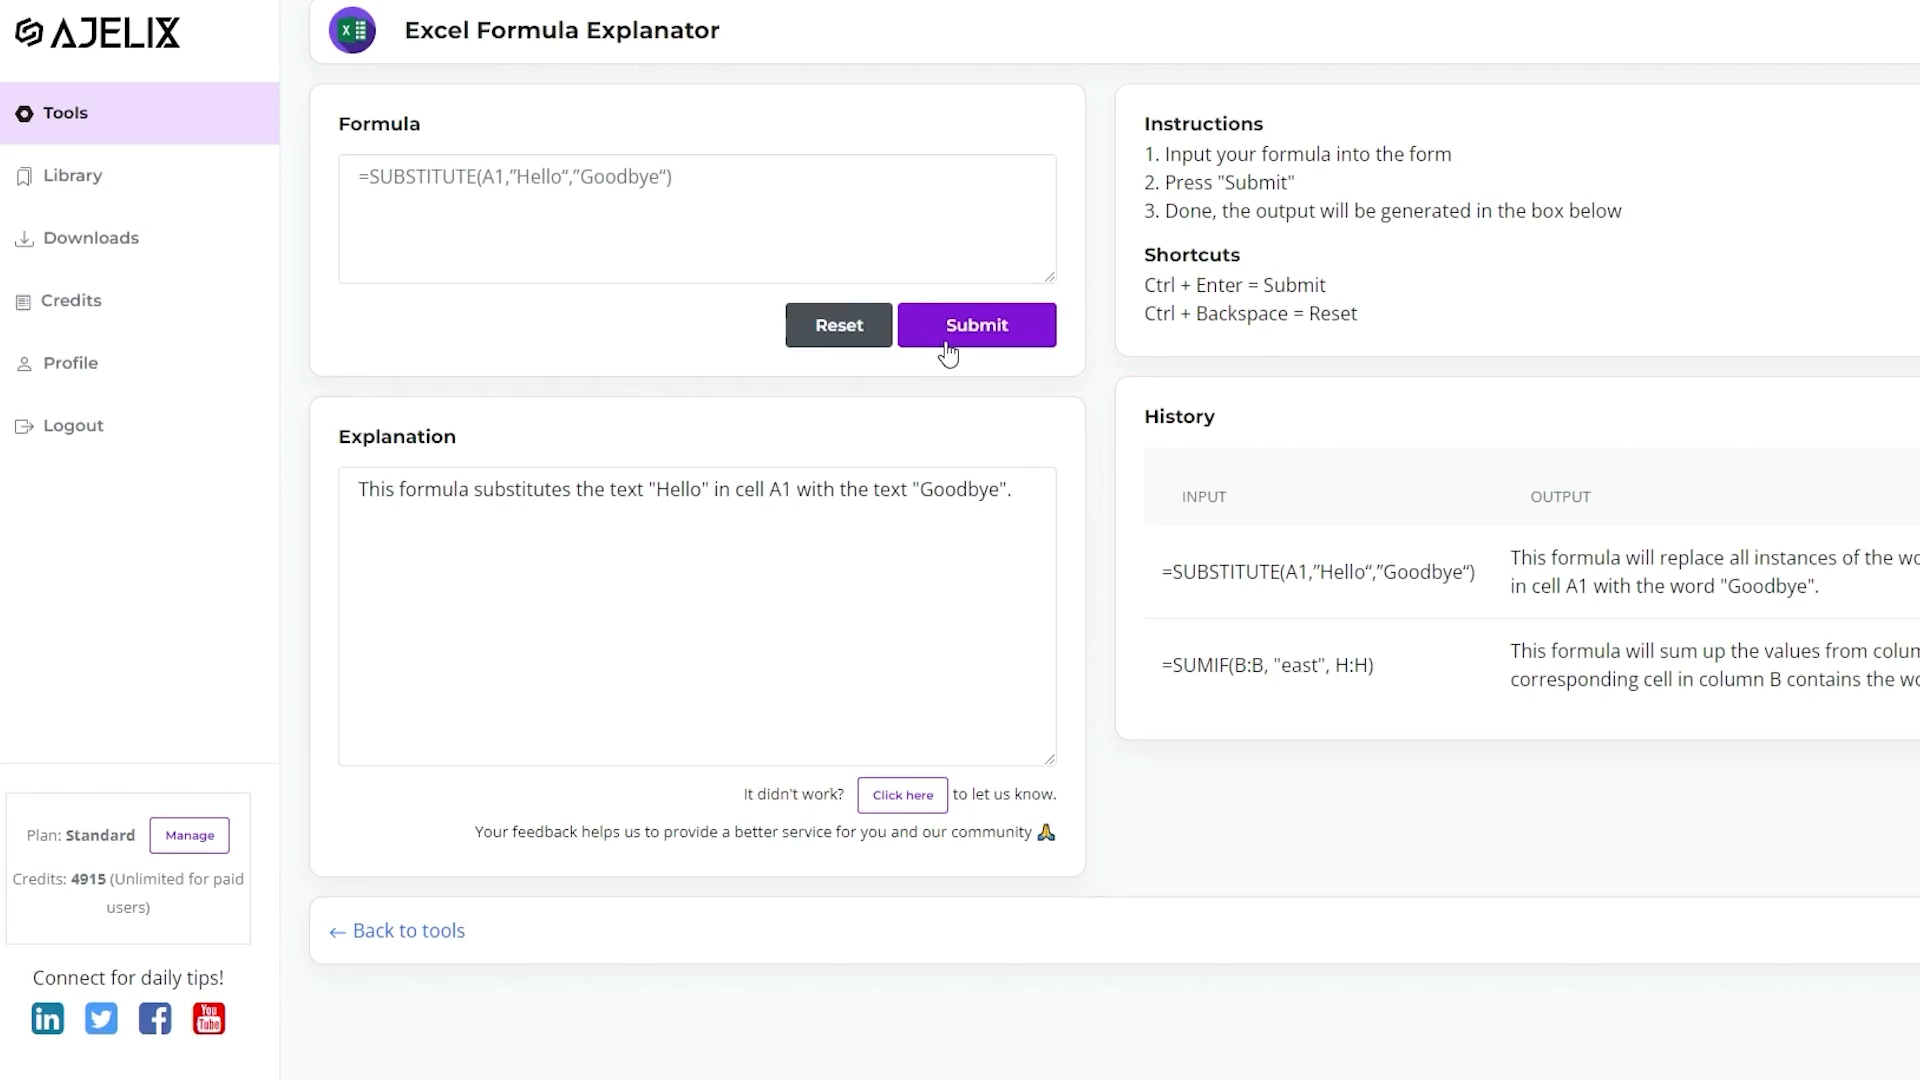 AJELIX
Tools
Library
Downloads
Credits
Profile
Logout
Plan: Standard
Manage
Credits: 4915 (Unlimited for paid
users)
Connect for daily tips!
in
You
Tube
Excel Formula Explanator
Formula
=SUBSTITUTE(A1,”Hello“,”Goodbye“)
Reset
Submit
Explanation
This formula substitutes the text "Hello" in cell A1 with the text "Goodbye".
It didn't work? Click here to let us know.
Your feedback helps us to provide a better service for you and our community 🙏
← Back to tools
Instructions
1. Input your formula into the form
2. Press "Submit"
3. Done, the output will be generated in the box below
Shortcuts
Ctrl + Enter = Submit
Ctrl + Backspace = Reset
History
INPUT OUTPUT
=SUBSTITUTE(A1,”Hello“,”Goodbye“)
This formula will replace all instances of the
in cell A1 with the word "Goodbye".
=SUMIF(B:B, "east", H:H)
This formula will sum up the values from
corresponding cell in column B contains the